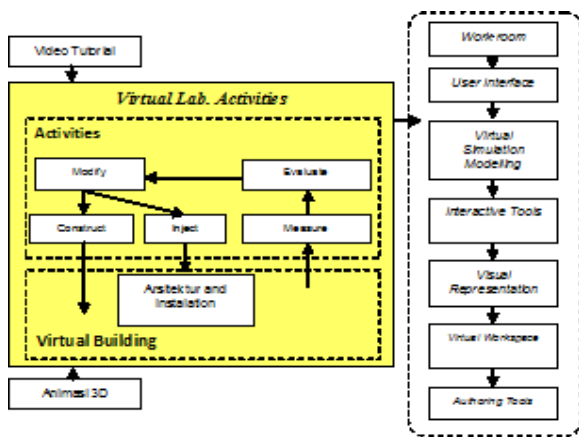 Video Tutorial
Virtual Lab. Activities
Activities
Modify
Evaluate
Construct
Inject
Measure
Arsitektur and
Instalation
Virtual Building
Animasi 3D
Workroom
User Interface
Virtual
Simulation
Modelling
Interactive Tools
Visual
Representation
Virtual Workspace
Authoring Tools